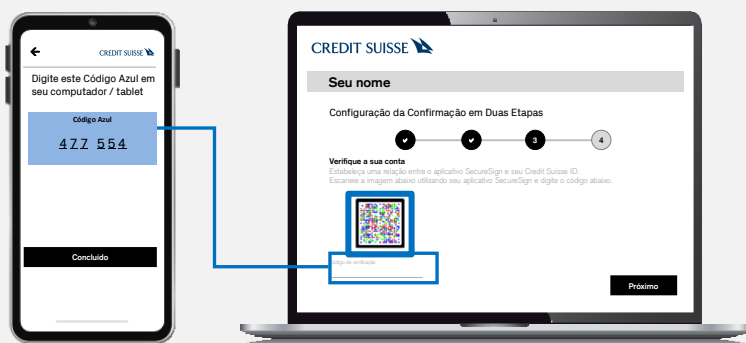 CREDIT SUISSE
Digite este Código Azul em
seu computador / tablet
Código Azul
477 554
Concluído
CREDIT SUISSE
Seu nome
Configuração da Confirmação em Duas Etapas
3
4
Verifique a sua conta
Estabeleça uma relação entre o aplicativo SecureSign e seu Credit Suisse ID.
Escaneie a imagem abaixo utilizando seu aplicativo SecureSign e digite o código abaixo.
Código de verificação
Próximo